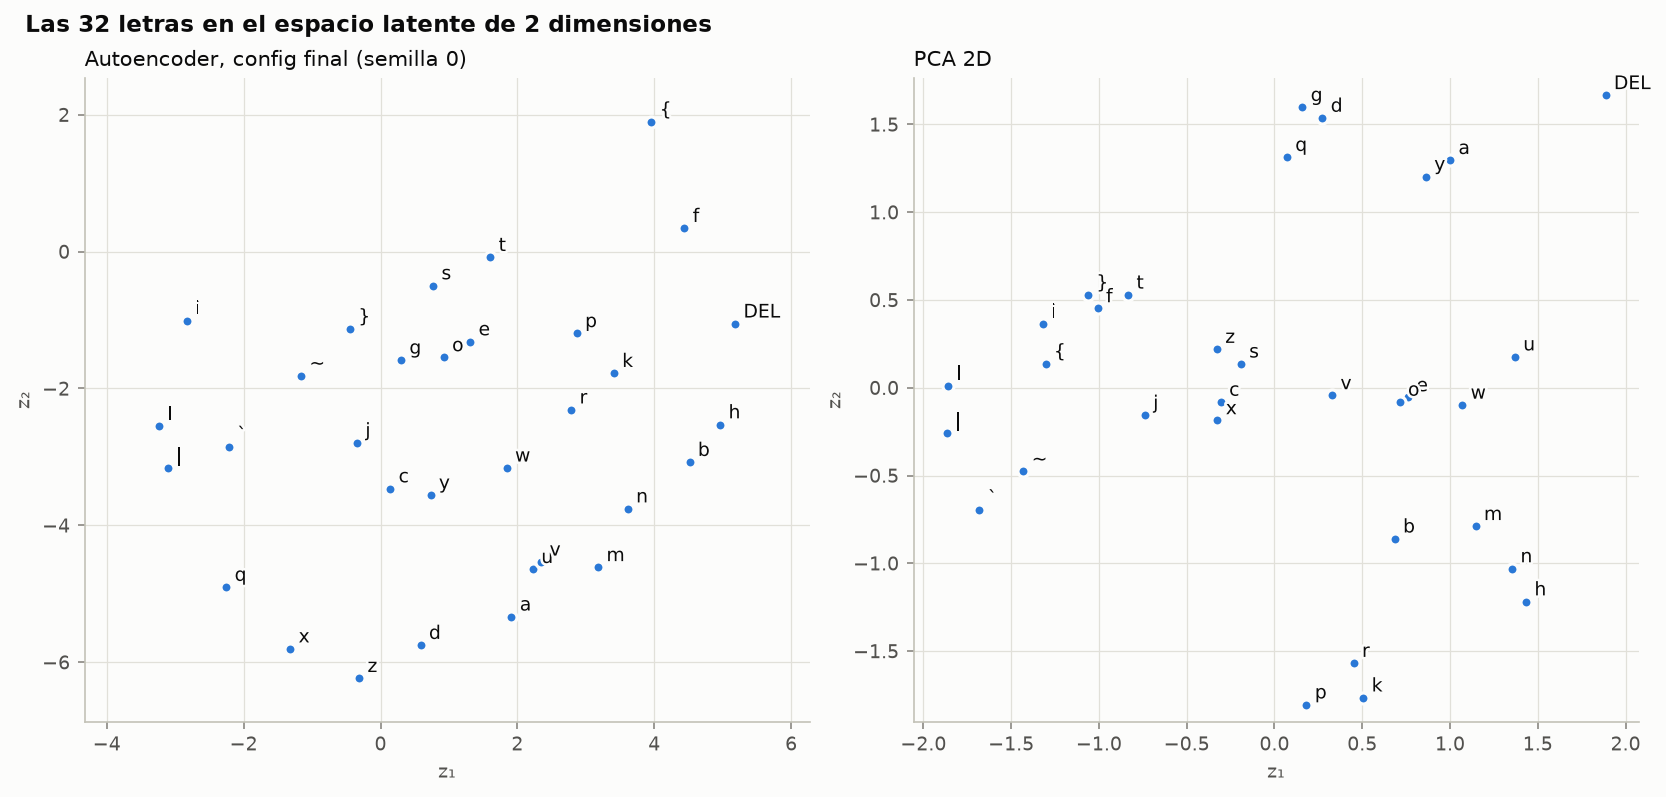 Las 32 letras en el espacio latente de 2 dimensiones
Autoencoder, config final (semilla 0)
2
0
−2
−4
−6
z₂
{
f
t
s
i
}
DEL
e
p
o
g
~
k
r
l
h
`
j
|
w
b
c
y
n
v
u
m
q
a
x
d
z
−4
−2
0
2
4
6
z₁
PCA 2D
1.5
1.0
0.5
0.0
−0.5
−1.0
−1.5
z₂
DEL
g
d
q
a
y
}
f
t
i
{
z
s
u
l
v
o
e
w
c
x
j
|
~
`
b
m
n
h
r
k
p
−2.0
−1.5
−1.0
−0.5
0.0
0.5
1.0
1.5
2.0
z₁